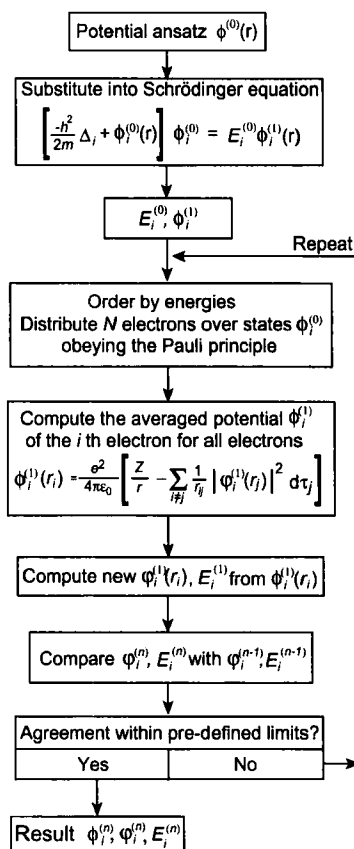 Potential ansatz ϕ⁽⁰⁾(r)
Substitute into Schrödinger equation
[-ħ²/2m Δᵢ + ϕᵢ⁽⁰⁾(r)] ϕᵢ⁽⁰⁾ = Eᵢ⁽⁰⁾ϕᵢ⁽¹⁾(r)
Eᵢ⁽⁰⁾, ϕᵢ⁽¹⁾
Repeat
Order by energies
Distribute N electrons over states ϕᵢ⁽⁰⁾
obeying the Pauli principle
Compute the averaged potential ϕᵢ⁽¹⁾
of the i th electron for all electrons
ϕᵢ⁽¹⁾(rᵢ) = e²/4πε₀ [Z/r − ∑i≠j 1/rᵢⱼ |φᵢ⁽¹⁾(rⱼ)|² dτⱼ]
Compute new φᵢ⁽¹⁾(rᵢ), Eᵢ⁽¹⁾ from ϕᵢ⁽¹⁾(rᵢ)
Compare φᵢ⁽ⁿ⁾, Eᵢ⁽ⁿ⁾ with φᵢ⁽ⁿ⁻¹⁾, Eᵢ⁽ⁿ⁻¹⁾
Agreement within pre-defined limits?
Yes No
Result ϕᵢ⁽ⁿ⁾, φᵢ⁽ⁿ⁾, Eᵢ⁽ⁿ⁾